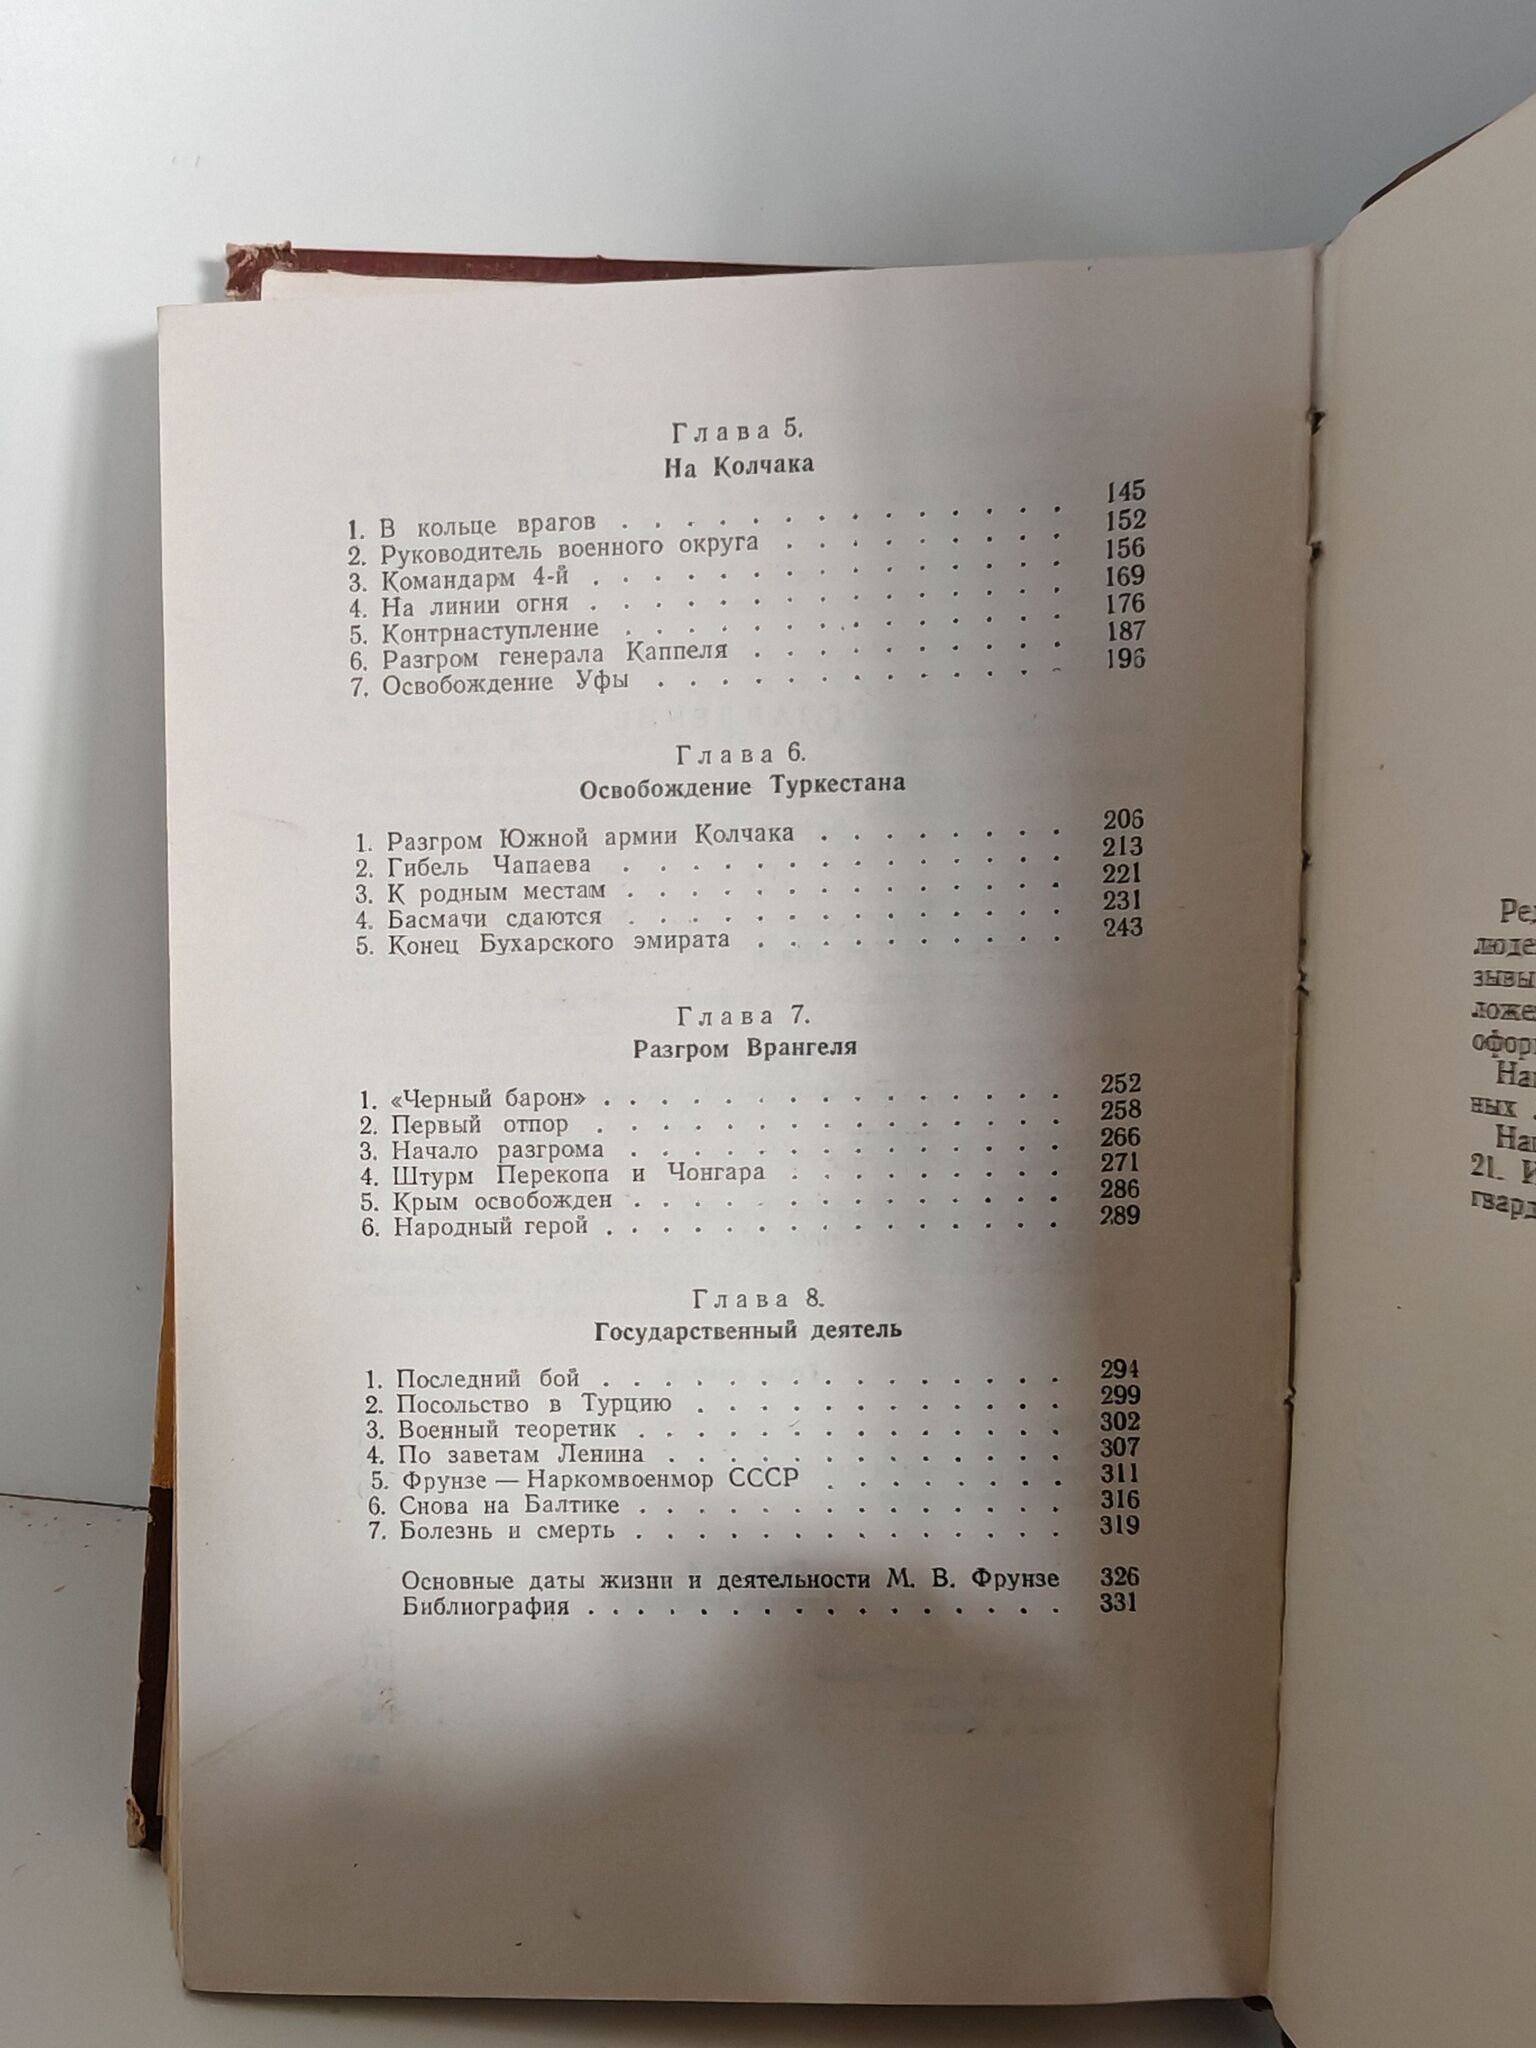 Глава 5.
На Колчака
1. В кольце врагов . . . . . . . . . . . . . . 145
2. Руководитель военного округа . . . . . . . . . 152
3. Командарм 4-й . . . . . . . . . . . . . . . 156
4. На линии огня . . . . . . . . . . . . . . . 169
5. Контрнаступление . . . . . . . . . . . . . . 176
6. Разгром генерала Каппеля . . . . . . . . . . 187
7. Освобождение Уфы . . . . . . . . . . . . . 196
Глава 6.
Освобождение Туркестана
1. Разгром Южной армии Колчака . . . . . . . . 206
2. Гибель Чапаева . . . . . . . . . . . . . . 213
3. К родным местам . . . . . . . . . . . . . . 221
4. Басмачи сдаются . . . . . . . . . . . . . . 231
5. Конец Бухарского эмирата . . . . . . . . . . 243
Глава 7.
Разгром Врангеля
1. «Черный барон» . . . . . . . . . . . . . . . 252
2. Первый отпор . . . . . . . . . . . . . . . 258
3. Начало разгрома . . . . . . . . . . . . . . 266
4. Штурм Перекопа и Чонгара . . . . . . . . . 271
5. Крым освобожден . . . . . . . . . . . . . . 286
6. Народный герой . . . . . . . . . . . . . . . 289
Глава 8.
Государственный деятель
1. Последний бой . . . . . . . . . . . . . . . 294
2. Посольство в Турцию . . . . . . . . . . . . 299
3. Военный теоретик . . . . . . . . . . . . . . 302
4. По заветам Ленина . . . . . . . . . . . . . 307
5. Фрунзе — Наркомвоенмор СССР . . . . . . . . 311
6. Снова на Балтике . . . . . . . . . . . . . . 316
7. Болезнь и смерть . . . . . . . . . . . . . . 319
Основные даты жизни и деятельности М. В. Фрунзе 326
Библиография . . . . . . . . . . . . . . . 331
21.